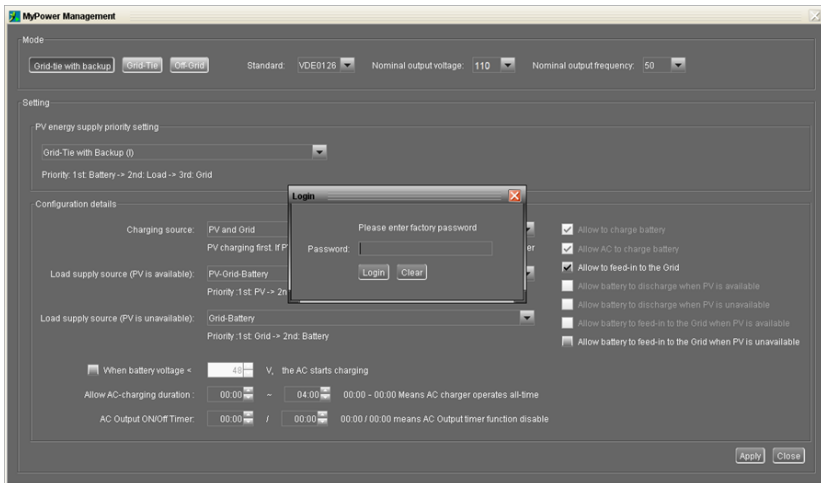 MyPower Management
Mode
Grid-tie with backup Grid-Tie Off-Grid Standard: VDE0126 Nominal output voltage: 110 Nominal output frequency: 50
Setting
PV energy supply priority setting
Grid-Tie with Backup (I)
Priority: 1st: Battery -> 2nd: Load -> 3rd: Grid
Configuration details
Login
Please enter factory password
Password:
Login Clear
Charging source: PV and Grid
PV charging first. If P er
Load supply source (PV is available): PV-Grid-Battery
Priority :1st: PV -> 2n
Load supply source (PV is unavailable): Grid-Battery
Priority :1st: Grid -> 2nd: Battery
Allow to charge battery
Allow AC to charge battery
Allow to feed-in to the Grid
Allow battery to discharge when PV is available
Allow battery to discharge when PV is unavailable
Allow battery to feed-in to the Grid when PV is available
Allow battery to feed-in to the Grid when PV is unavailable
When battery voltage < 48 V, the AC starts charging
Allow AC-charging duration : 00:00 ~ 04:00 00:00 - 00:00 Means AC charger operates all-time
AC Output ON/Off Timer: 00:00 / 00:00 00:00 / 00:00 means AC Output timer function disable
Apply Close